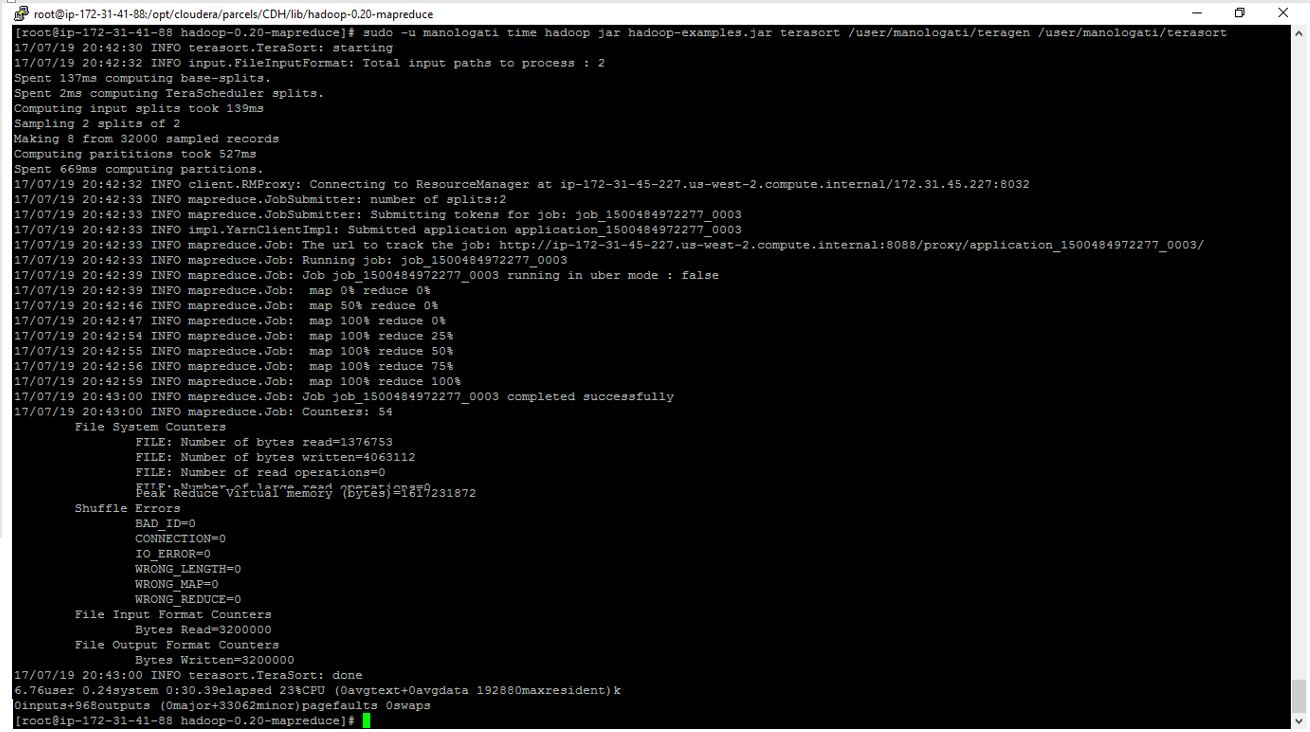 root@ip-172-31-41-88:/opt/cloudera/parcels/CDH/lib/hadoop-0.20-mapreduce
[root@ip-172-31-41-88 hadoop-0.20-mapreduce]# sudo -u manologati time hadoop jar hadoop-examples.jar terasort /user/manologati/teragen /user/manologati/terasort
17/07/19 20:42:30 INFO terasort.TeraSort: starting
17/07/19 20:42:32 INFO input.FileInputFormat: Total input paths to process : 2
Spent 137ms computing base-splits.
Spent 2ms computing TeraScheduler splits.
Computing input splits took 139ms
Sampling 2 splits of 2
Making 8 from 32000 sampled records
Computing parititions took 527ms
Spent 669ms computing partitions.
17/07/19 20:42:32 INFO client.RMProxy: Connecting to ResourceManager at ip-172-31-45-227.us-west-2.compute.internal/172.31.45.227:8032
17/07/19 20:42:33 INFO mapreduce.JobSubmitter: number of splits:2
17/07/19 20:42:33 INFO mapreduce.JobSubmitter: Submitting tokens for job: job_1500484972277_0003
17/07/19 20:42:33 INFO impl.YarnClientImpl: Submitted application application_1500484972277_0003
17/07/19 20:42:33 INFO mapreduce.Job: The url to track the job: http://ip-172-31-45-227.us-west-2.compute.internal:8088/proxy/application_1500484972277_0003/
17/07/19 20:42:33 INFO mapreduce.Job: Running job: job_1500484972277_0003
17/07/19 20:42:39 INFO mapreduce.Job: Job job_1500484972277_0003 running in uber mode : false
17/07/19 20:42:39 INFO mapreduce.Job:  map 0% reduce 0%
17/07/19 20:42:46 INFO mapreduce.Job:  map 50% reduce 0%
17/07/19 20:42:47 INFO mapreduce.Job:  map 100% reduce 0%
17/07/19 20:42:54 INFO mapreduce.Job:  map 100% reduce 25%
17/07/19 20:42:55 INFO mapreduce.Job:  map 100% reduce 50%
17/07/19 20:42:56 INFO mapreduce.Job:  map 100% reduce 75%
17/07/19 20:42:59 INFO mapreduce.Job:  map 100% reduce 100%
17/07/19 20:43:00 INFO mapreduce.Job: Job job_1500484972277_0003 completed successfully
17/07/19 20:43:00 INFO mapreduce.Job: Counters: 54
File System Counters
FILE: Number of bytes read=1376753
FILE: Number of bytes written=4063112
FILE: Number of read operations=0
FILE: Number of large read operations=0
Peak Reduce Virtual memory (bytes)=1617231872
Shuffle Errors
BAD_ID=0
CONNECTION=0
IO_ERROR=0
WRONG_LENGTH=0
WRONG_MAP=0
WRONG_REDUCE=0
File Input Format Counters
Bytes Read=3200000
File Output Format Counters
Bytes Written=3200000
17/07/19 20:43:00 INFO terasort.TeraSort: done
6.76user 0.24system 0:30.39elapsed 23%CPU (0avgtext+0avgdata 192880maxresident)k
0inputs+968outputs (0major+33062minor)pagefaults 0swaps
[root@ip-172-31-41-88 hadoop-0.20-mapreduce]#